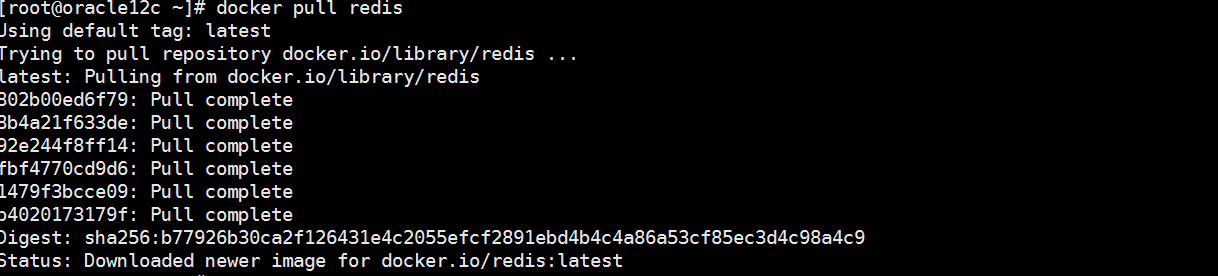 [root@oracle12c ~]# docker pull redis
Using default tag: latest
Trying to pull repository docker.io/library/redis ...
latest: Pulling from docker.io/library/redis
802b00ed6f79: Pull complete
8b4a21f633de: Pull complete
92e244f8ff14: Pull complete
fbf4770cd9d6: Pull complete
1479f3bcce09: Pull complete
b4020173179f: Pull complete
Digest: sha256:b77926b30ca2f126431e4c2055efcf2891ebd4b4c4a86a53cf85ec3d4c98a4c9
Status: Downloaded newer image for docker.io/redis:latest